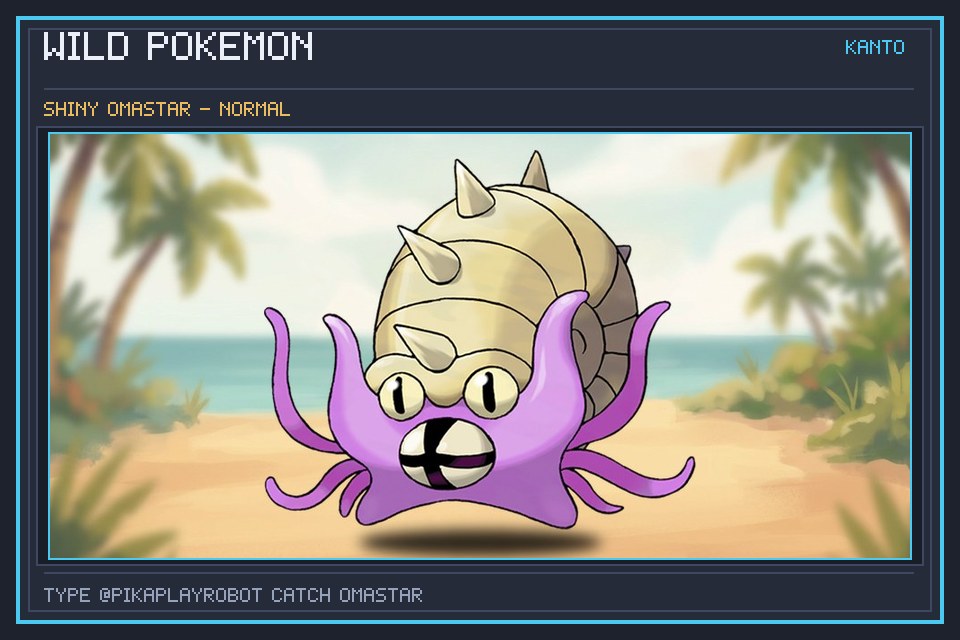 WILD POKEMON
KANTO
SHINY OMASTAR - NORMAL
TYPE @PIKAPLAYROBOT CATCH OMASTAR